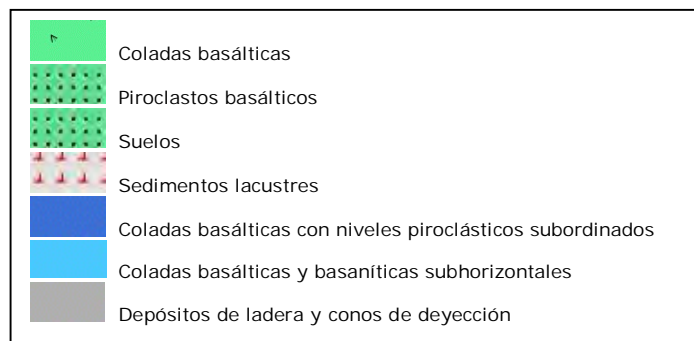 Coladas basálticas
Piroclastos basálticos
Suelos
Sedimentos lacustres
Coladas basálticas con niveles piroclásticos subordinados
Coladas basálticas y basaníticas subhorizontales
Depósitos de ladera y conos de deyección